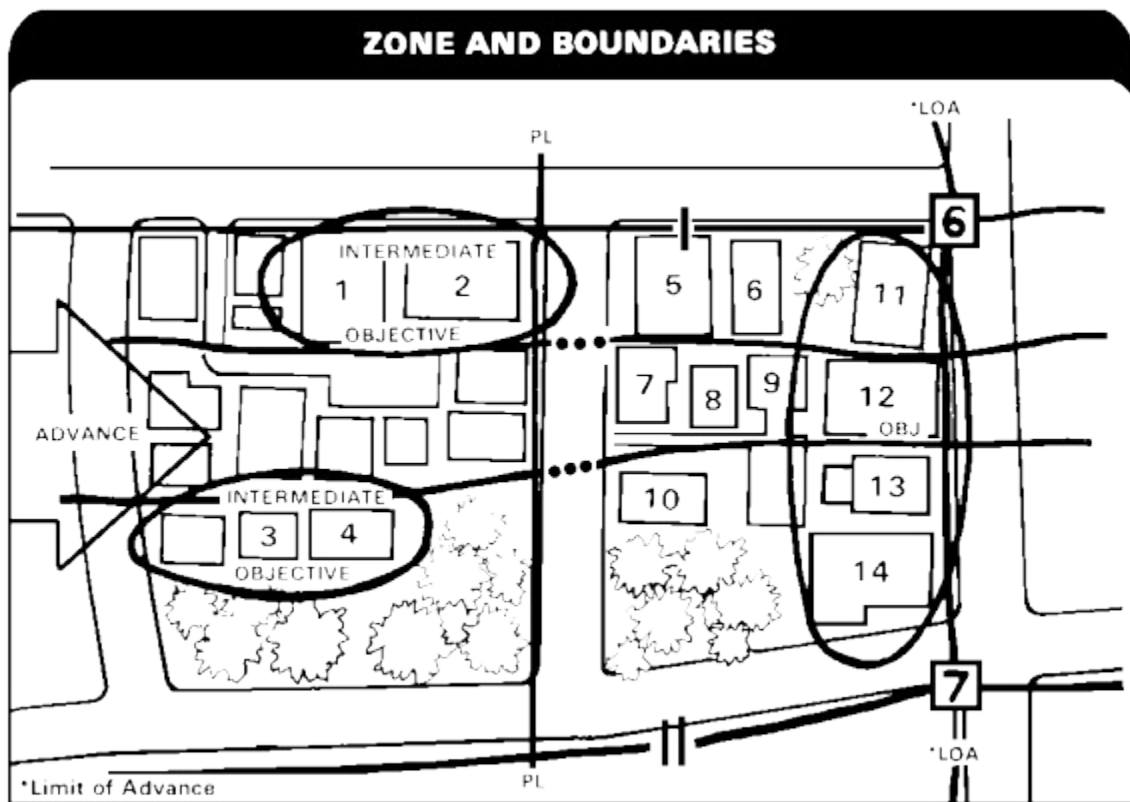 ZONE AND BOUNDARIES
*LOA
PL
6
INTERMEDIATE
1
2
5
6
11
OBJECTIVE
7
8
9
12
ADVANCE
OBJ
INTERMEDIATE
10
13
3
4
OBJECTIVE
14
7
*LOA
PL
*Limit of Advance